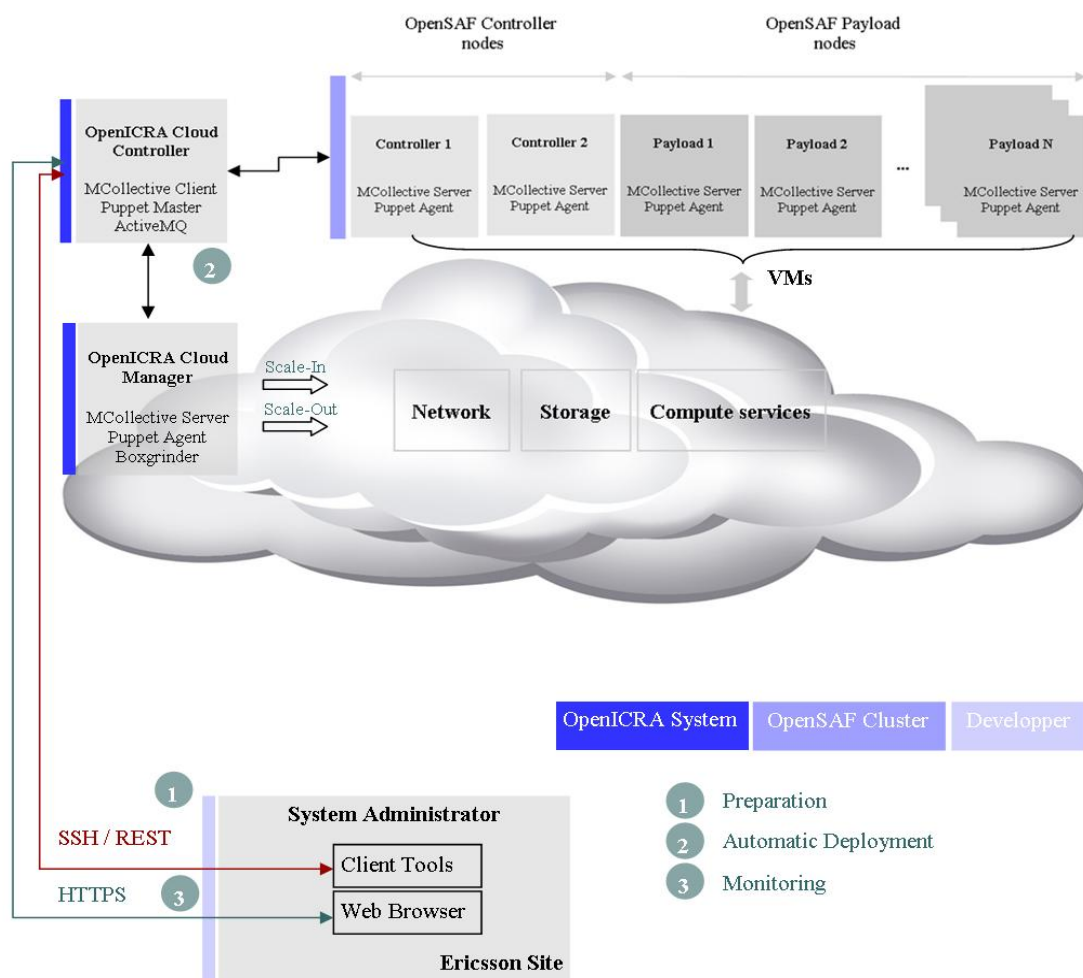 OpenSAF Controller
nodes
OpenSAF Payload
nodes
OpenICRA Cloud
Controller
MCollective Client
Puppet Master
ActiveMQ
2
Controller 1
MCollective Server
Puppet Agent
Controller 2
MCollective Server
Puppet Agent
Payload 1
MCollective Server
Puppet Agent
Payload 2
MCollective Server
Puppet Agent
...
Payload N
MCollective Server
Puppet Agent
VMs
OpenICRA Cloud
Manager
MCollective Server
Puppet Agent
Boxgrinder
Scale-In
Scale-Out
Network
Storage
Compute services
OpenICRA System
OpenSAF Cluster
Developper
1
System Administrator
SSH / REST
Client Tools
HTTPS
3
Web Browser
Ericsson Site
1 Preparation
2 Automatic Deployment
3 Monitoring